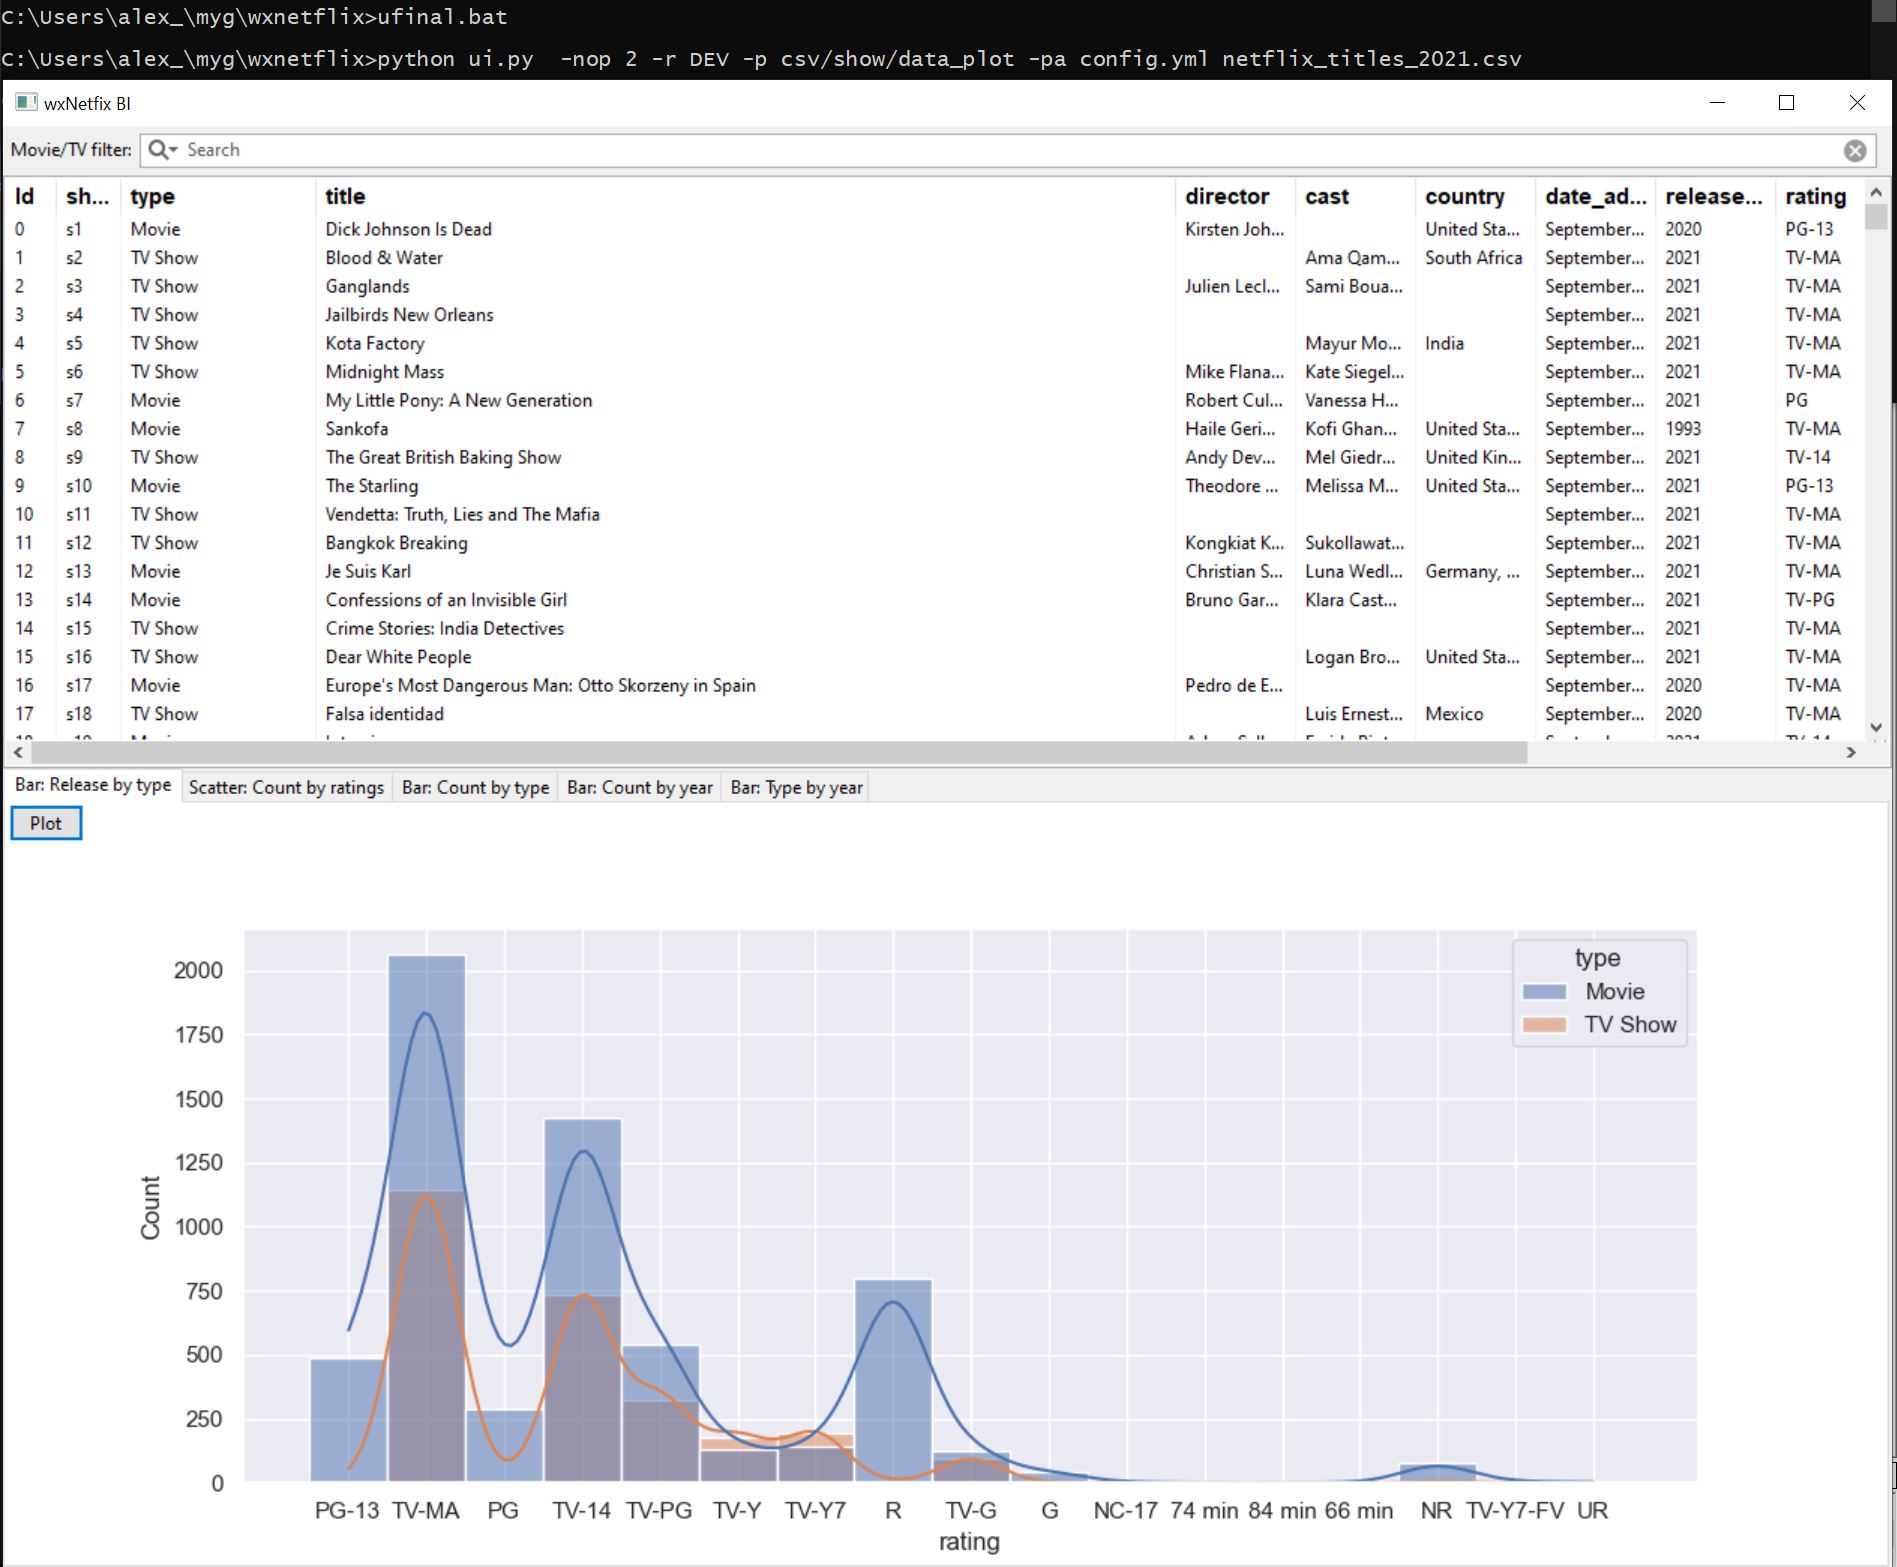 C:\Users\alex_\myg\wxnetflix>ufinal.bat
C:\Users\alex_\myg\wxnetflix>python ui.py  -nop 2 -r DEV -p csv/show/data_plot -pa config.yml netflix_titles_2021.csv
wxNetfix BI
Movie/TV filter: Search
Id sh... type title director cast country date_ad... release... rating
0 s1 Movie Dick Johnson Is Dead Kirsten Joh... United Sta... September... 2020 PG-13
1 s2 TV Show Blood & Water Ama Qam... South Africa September... 2021 TV-MA
2 s3 TV Show Ganglands Julien Lecl... Sami Boua... September... 2021 TV-MA
3 s4 TV Show Jailbirds New Orleans September... 2021 TV-MA
4 s5 TV Show Kota Factory Mayur Mo... India September... 2021 TV-MA
5 s6 TV Show Midnight Mass Mike Flana... Kate Siegel... September... 2021 TV-MA
6 s7 Movie My Little Pony: A New Generation Robert Cul... Vanessa H... September... 2021 PG
7 s8 Movie Sankofa Haile Geri... Kofi Ghan... United Sta... September... 1993 TV-MA
8 s9 TV Show The Great British Baking Show Andy Dev... Mel Giedr... United Kin... September... 2021 TV-14
9 s10 Movie The Starling Theodore ... Melissa M... United Sta... September... 2021 PG-13
10 s11 TV Show Vendetta: Truth, Lies and The Mafia September... 2021 TV-MA
11 s12 TV Show Bangkok Breaking Kongkiat K... Sukollawat... September... 2021 TV-MA
12 s13 Movie Je Suis Karl Christian S... Luna Wedl... Germany, ... September... 2021 TV-MA
13 s14 Movie Confessions of an Invisible Girl Bruno Gar... Klara Cast... September... 2021 TV-PG
14 s15 TV Show Crime Stories: India Detectives September... 2021 TV-MA
15 s16 TV Show Dear White People Logan Bro... United Sta... September... 2021 TV-MA
16 s17 Movie Europe's Most Dangerous Man: Otto Skorzeny in Spain Pedro de E... September... 2020 TV-MA
17 s18 TV Show Falsa identidad Luis Ernest... Mexico September... 2020 TV-MA
Bar: Release by type Scatter: Count by ratings Bar: Count by type Bar: Count by year Bar: Type by year
Plot
type
Movie
TV Show
2000
1750
1500
1250
1000
750
500
250
0
Count
PG-13 TV-MA PG TV-14 TV-PG TV-Y TV-Y7 R TV-G G NC-17 74 min 84 min 66 min NR TV-Y7-FV UR
rating